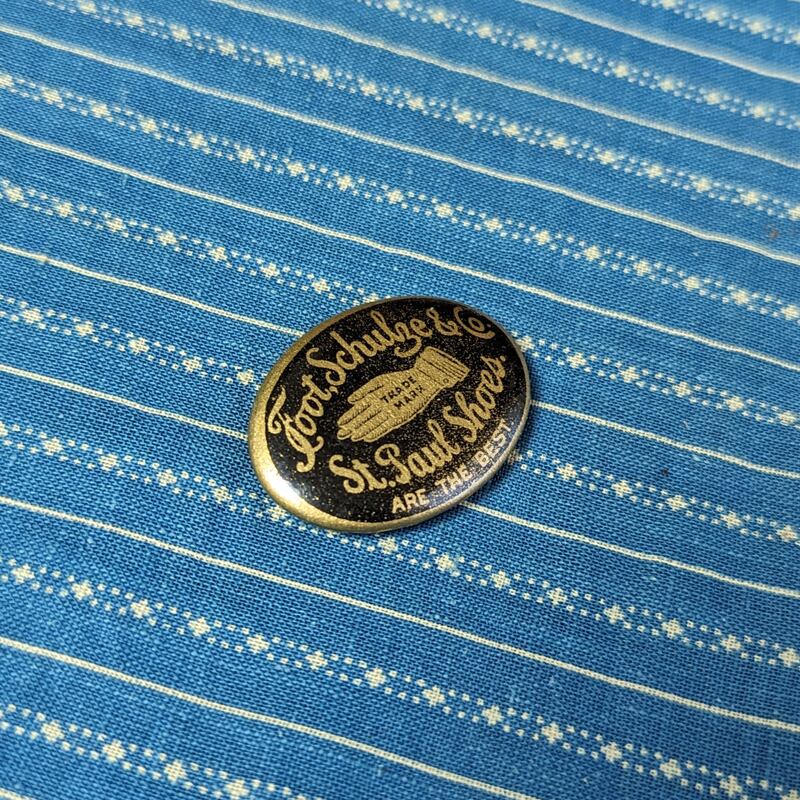 Foot, Schulze & Co.
TRADE
MARK
St. Paul Shoes.
ARE THE BEST